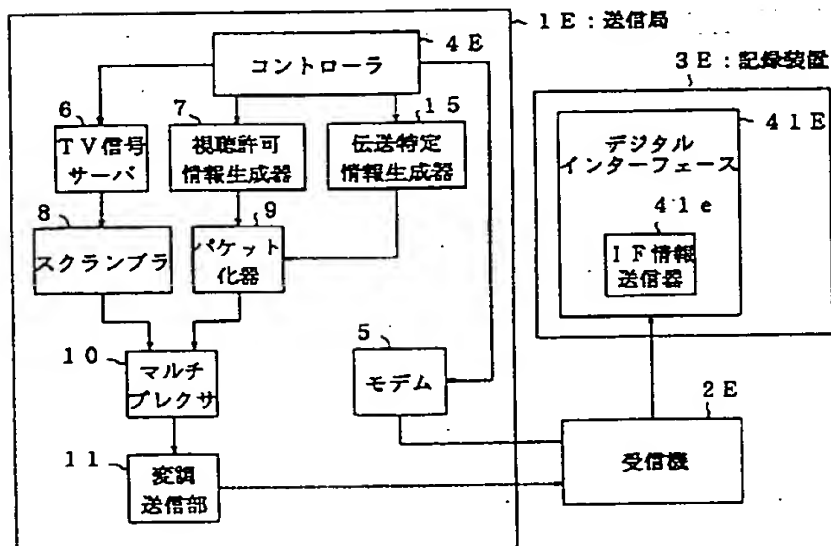 1E:送信局
4E
コントローラ
3E:記録装置
6
7
15
41E
TV信号
サーバ
視聴許可
情報生成器
伝送特定
情報生成器
デジタル
インターフェース
8
9
41e
スクランブラ
パケット
化器
IF情報
送信器
10
5
マルチ
プレクサ
モデム
2E
11
変調
送信部
受信機